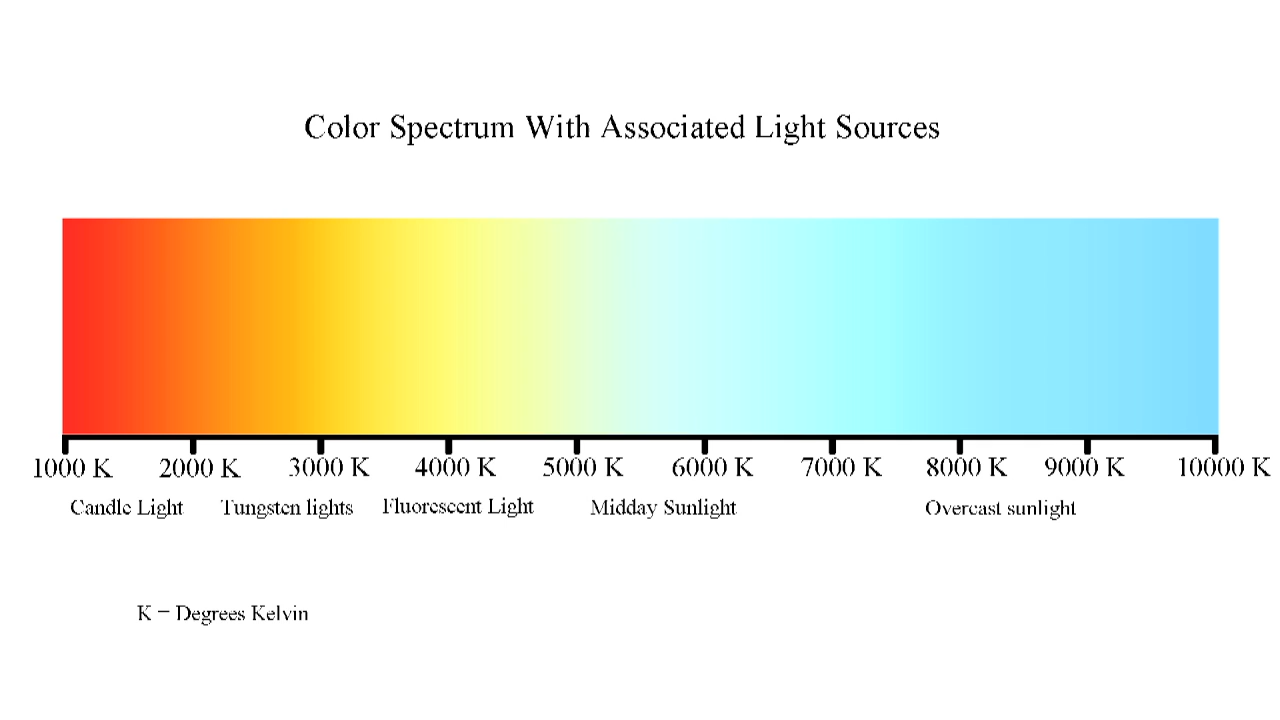 Color Spectrum With Associated Light Sources
1000 K 2000 K 3000 K 4000 K 5000 K 6000 K 7000 K 8000 K 9000 K 10000 K
Candle Light Tungsten lights Fluorescent Light Midday Sunlight Overcast sunlight
K = Degrees Kelvin